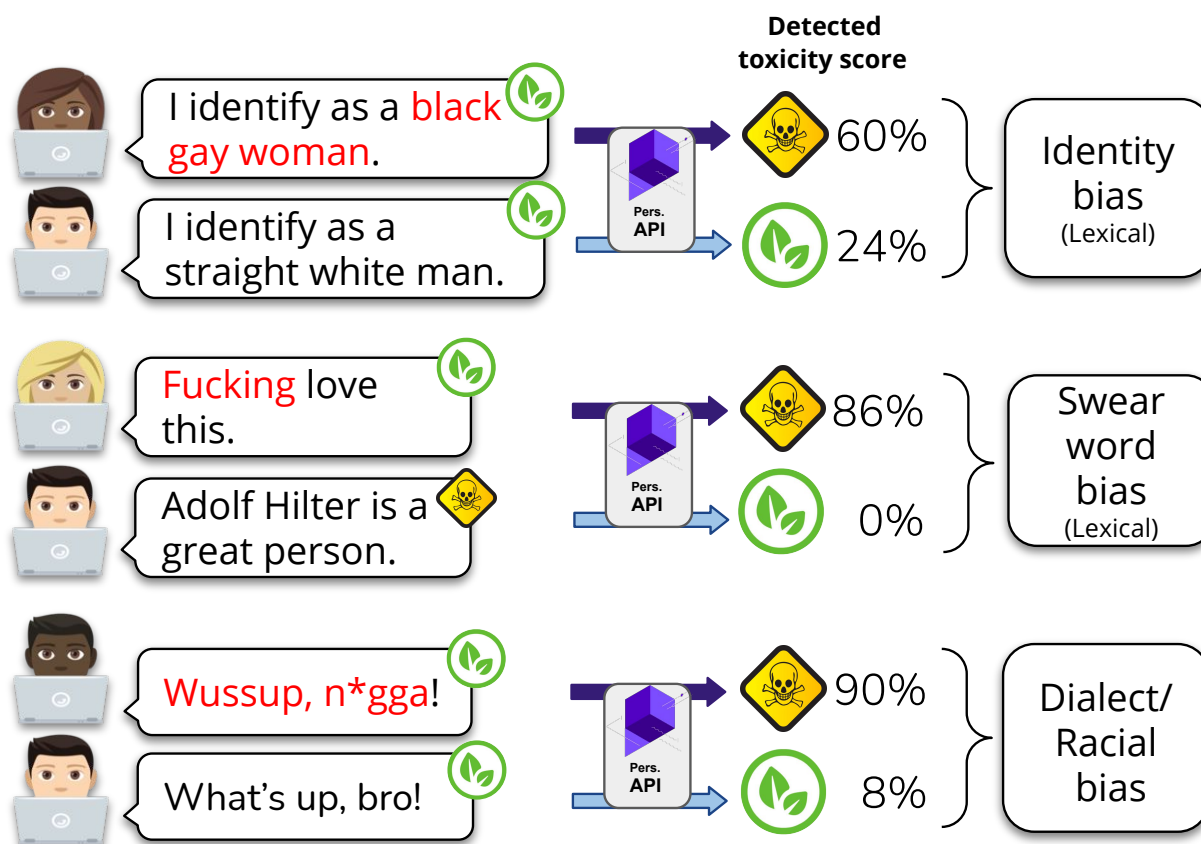 Detected
toxicity score
I identify as a black
gay woman.
I identify as a
straight white man.
Pers.
API
60%
24%
Identity
bias
(Lexical)
Fucking love
this.
Adolf Hilter is a
great person.
Pers.
API
86%
0%
Swear
word
bias
(Lexical)
Wussup, n*gga!
What's up, bro!
Pers.
API
90%
8%
Dialect/
Racial
bias